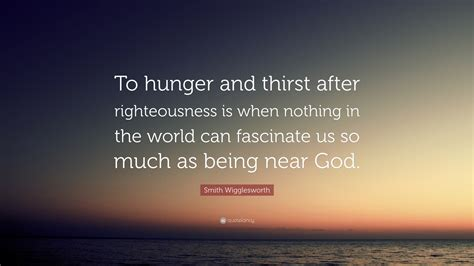 To hunger and thirst after
righteousness is when nothing in
the world can fascinate us so
much as being near God.
Smith Wigglesworth
quotefancy